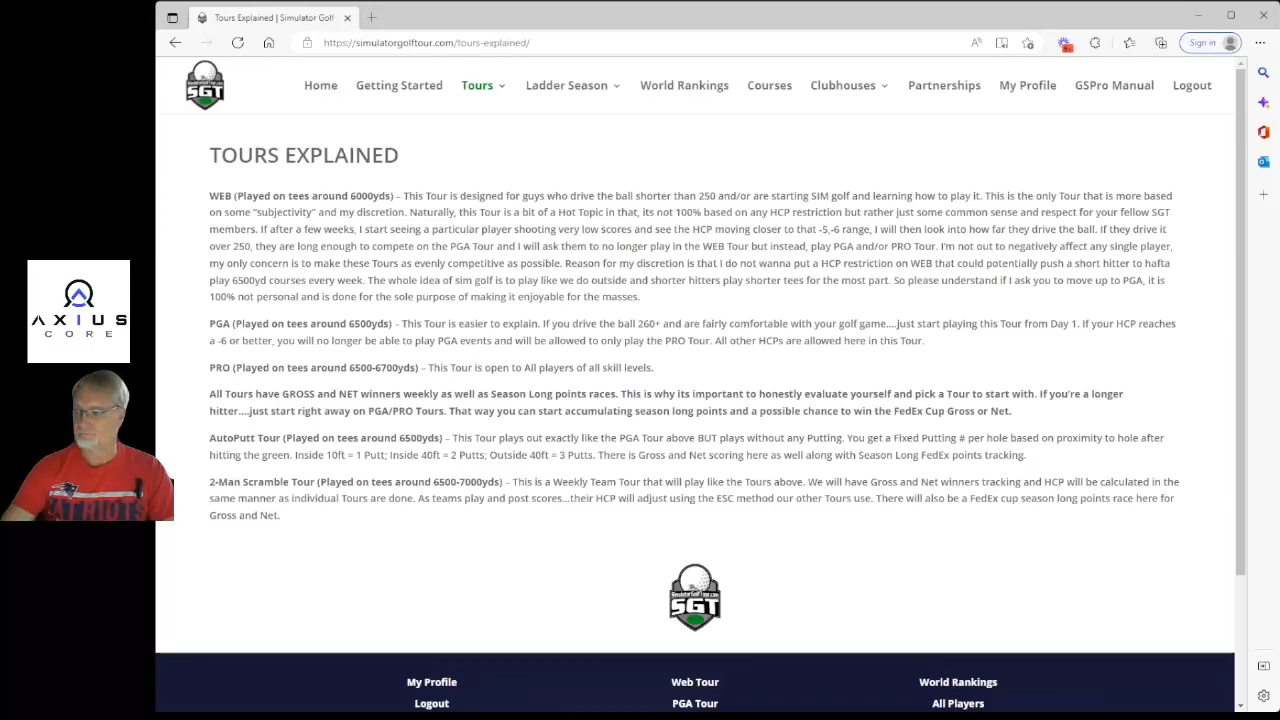 Tours Explained | Simulator Golf
https://simulatorgolftour.com/tours-explained/
Sign in
SGT
Home
Getting Started
Tours
Ladder Season
World Rankings
Courses
Clubhouses
Partnerships
My Profile
GSPro Manual
Logout
TOURS EXPLAINED
WEB (Played on tees around 6000yds) – This Tour is designed for guys who drive the ball shorter than 250 and/or are starting SIM golf and learning how to play it. This is the only Tour that is more based
on some “subjectivity” and my discretion. Naturally, this Tour is a bit of a Hot Topic in that, its not 100% based on any HCP restriction but rather just some common sense and respect for your fellow SGT
members. If after a few weeks, I start seeing a particular player shooting very low scores and see the HCP moving closer to that -5,-6 range, I will then look into how far they drive the ball. If they drive it
over 250, they are long enough to compete on the PGA Tour and I will ask them to no longer play in the WEB Tour but instead, play PGA and/or PRO Tour. I’m not out to negatively affect any single player,
my only concern is to make these Tours as evenly competitive as possible. Reason for my discretion is that I do not wanna put a HCP restriction on WEB that could potentially push a short hitter to hafta
play 6500yd courses every week. The whole idea of sim golf is to play like we do outside and shorter hitters play shorter tees for the most part. So please understand if I ask you to move up to PGA, it is
100% not personal and is done for the sole purpose of making it enjoyable for the masses.
PGA (Played on tees around 6500yds) – This Tour is easier to explain. If you drive the ball 260+ and are fairly comfortable with your golf game….just start playing this Tour from Day 1. If your HCP reaches
a -6 or better, you will no longer be able to play PGA events and will be allowed to only play the PRO Tour. All other HCPs are allowed here in this Tour.
PRO (Played on tees around 6500-6700yds) – This Tour is open to All players of all skill levels.
All Tours have GROSS and NET winners weekly as well as Season Long points races. This is why its important to honestly evaluate yourself and pick a Tour to start with. If you’re a longer
hitter….just start right away on PGA/PRO Tours. That way you can start accumulating season long points and a possible chance to win the FedEx Cup Gross or Net.
AutoPutt Tour (Played on tees around 6500yds) – This Tour plays out exactly like the PGA Tour above BUT plays without any Putting. You get a Fixed Putting # per hole based on proximity to hole after
hitting the green. Inside 10ft = 1 Putt; Inside 40ft = 2 Putts; Outside 40ft = 3 Putts. There is Gross and Net scoring here as well along with Season Long FedEx points tracking.
2-Man Scramble Tour (Played on tees around 6500-7000yds) – This is a Weekly Team Tour that will play like the Tours above. We will have Gross and Net winners tracking and HCP will be calculated in the
same manner as individual Tours are done. As teams play and post scores…their HCP will adjust using the ESC method our other Tours use. There will also be a FedEx cup season long points race here for
Gross and Net.
AXIUS
CORE
PATRIOTS
SimulatorGolfTour.com
SGT
My Profile
Web Tour
World Rankings
Logout
PGA Tour
All Players